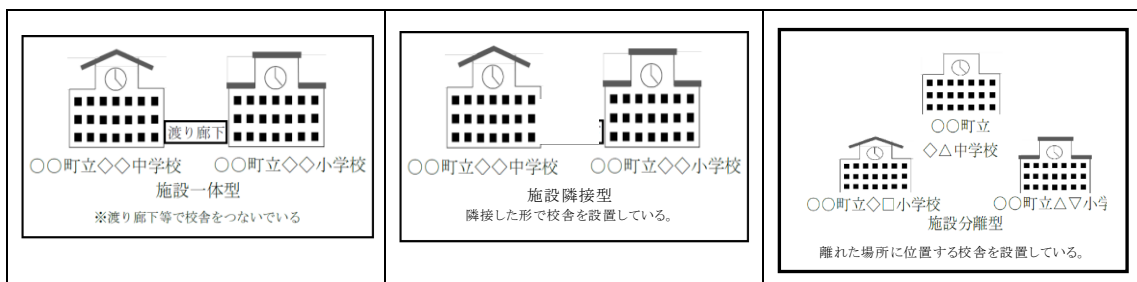 渡り廊下
○○町立◇◇中学校 ○○町立◇◇小学校
施設一体型
※渡り廊下等で校舎をつないでいる
○○町立◇◇中学校 ○○町立◇◇小学校
施設隣接型
隣接した形で校舎を設置している。
○○町立
◇△中学校
○○町立◇□小学校 ○○町立△▽小学
施設分離型
離れた場所に位置する校舎を設置している。